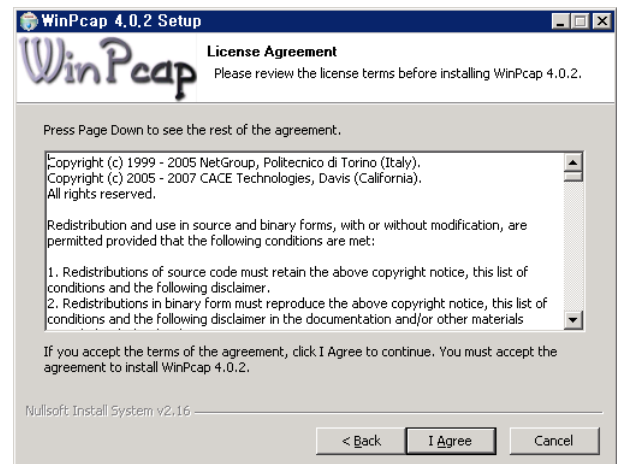 WinPcap 4.0.2 Setup
WinPcap
License Agreement
Please review the license terms before installing WinPcap 4.0.2.
Press Page Down to see the rest of the agreement.
Copyright (c) 1999 - 2005 NetGroup, Politecnico di Torino (Italy).
Copyright (c) 2005 - 2007 CACE Technologies, Davis (California).
All rights reserved.
Redistribution and use in source and binary forms, with or without modification, are
permitted provided that the following conditions are met:
1. Redistributions of source code must retain the above copyright notice, this list of
conditions and the following disclaimer.
2. Redistributions in binary form must reproduce the above copyright notice, this list of
conditions and the following disclaimer in the documentation and/or other materials
If you accept the terms of the agreement, click I Agree to continue. You must accept the
agreement to install WinPcap 4.0.2.
Nullsoft Install System v2.16
< Back
I Agree
Cancel